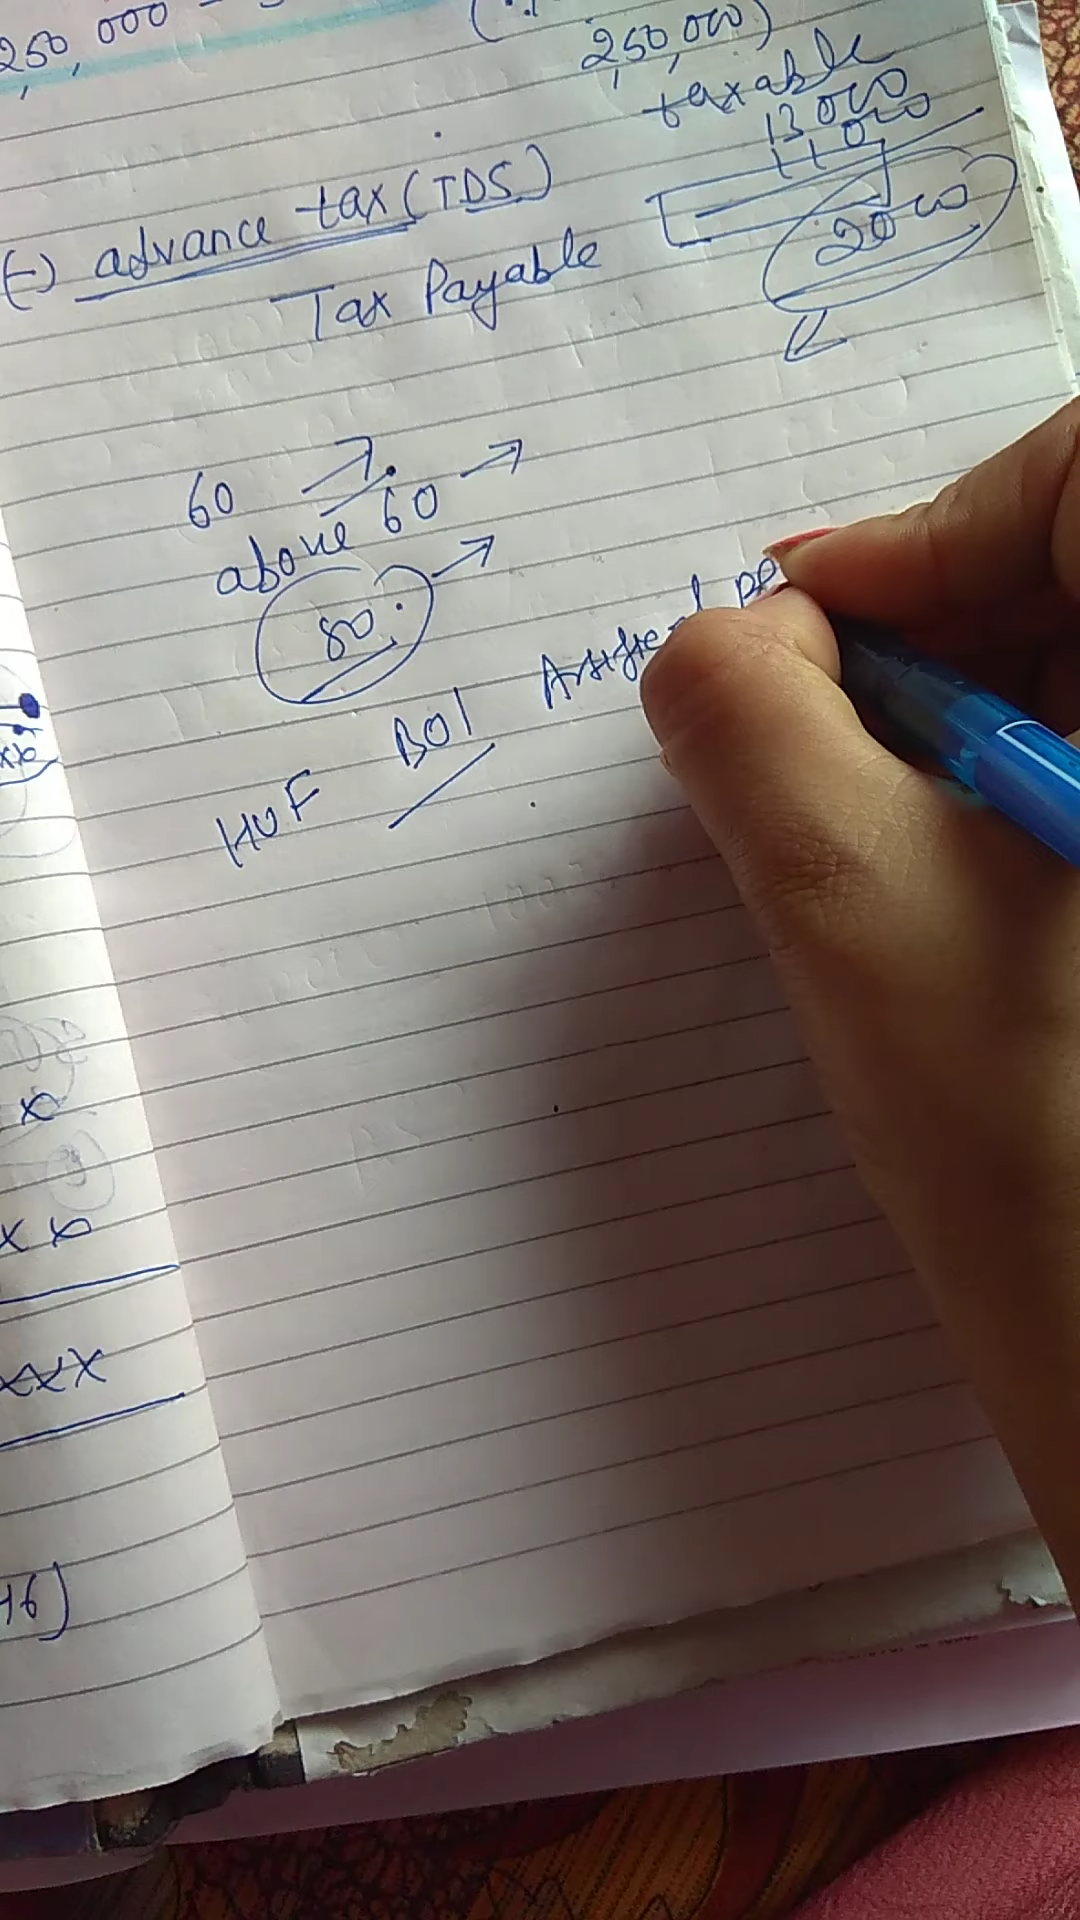 250,000
250,000)
taxable
13000
11000
(-) advance tax (TDS)
2000
Tax Payable
60
above 60
80
HUF BOI
xx
xxx
16)